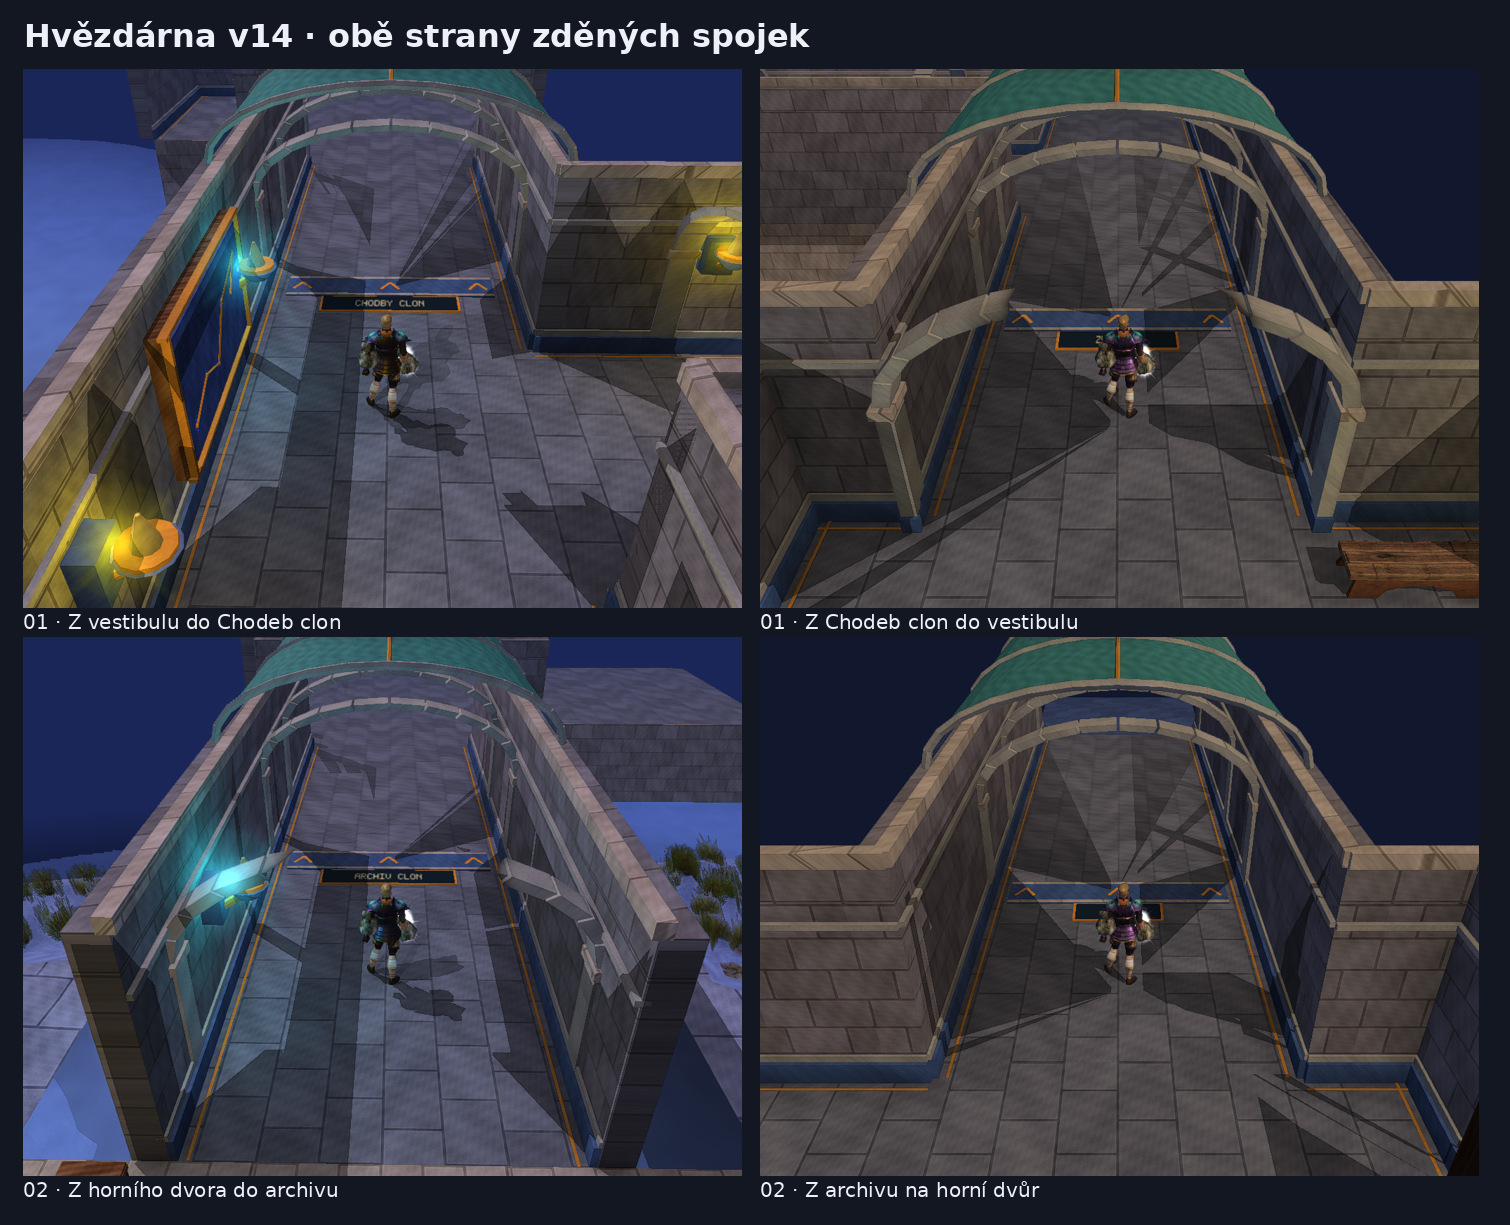 Hvězdárna v14 · obě strany zděných spojek
CHODBY CLON
01 · Z vestibulu do Chodeb clon
01 · Z Chodeb clon do vestibulu
ARCHIV CLON
02 · Z horního dvora do archivu
02 · Z archivu na horní dvůr